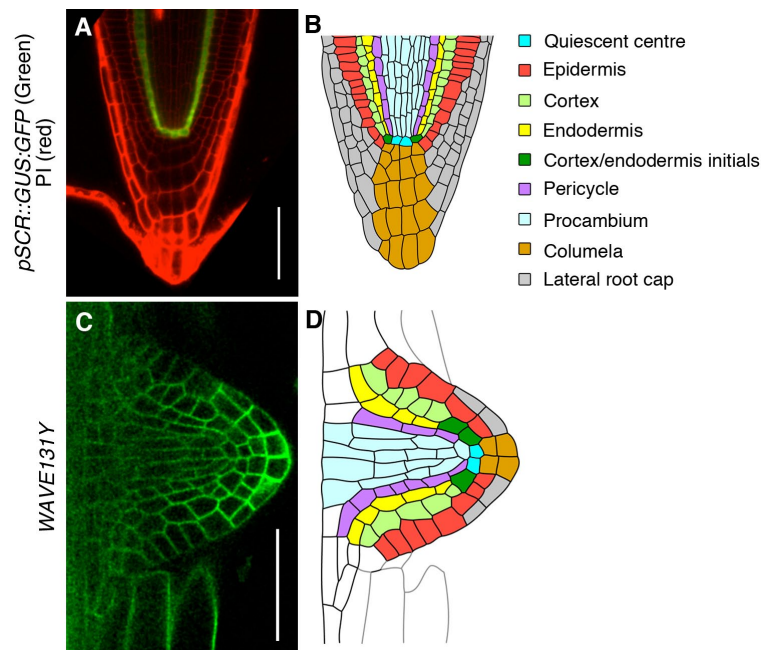 A
B
pSCR::GUS:GFP (Green)
PI (red)
Quiescent centre
Epidermis
Cortex
Endodermis
Cortex/endodermis initials
Pericycle
Procambium
Columela
Lateral root cap
C
D
WAVE131Y